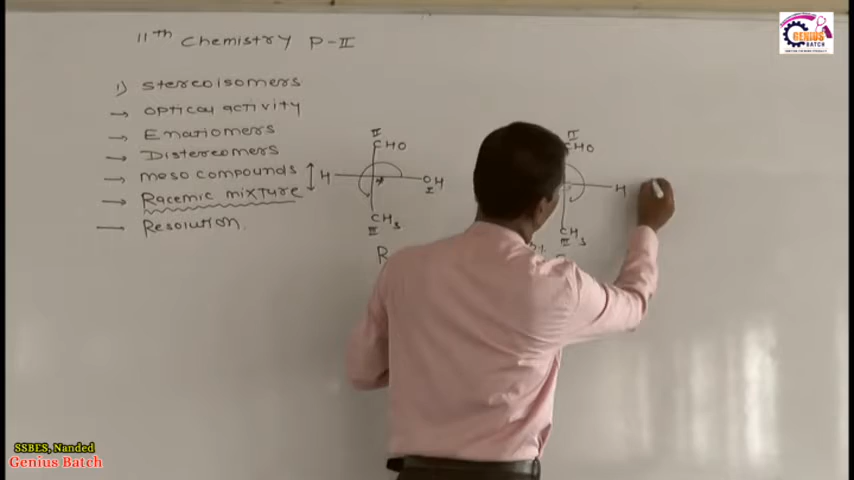 11th Chemistry P-II
1) Stereoisomers
→ Optical activity
→ Enatiomers
→ Distereomers
→ meso compounds
→ Racemic mixture
— Resolution.
II
CHO
H
OH
I
CH3
III
R
II
CHO
H
CH3
III
GENIUS
BATCH
SSBES, Nanded
Genius Batch